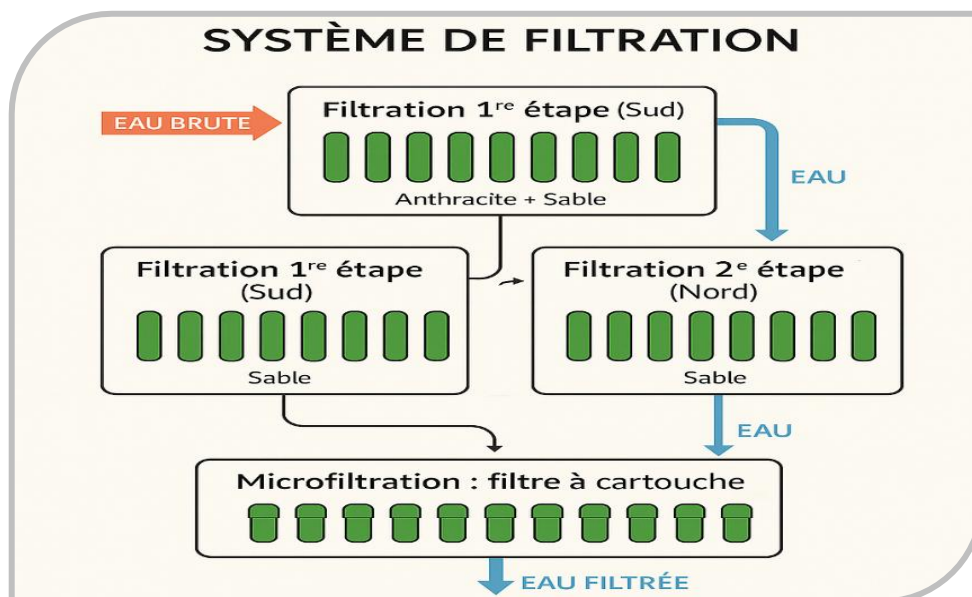 SYSTÈME DE FILTRATION
EAU BRUTE
Filtration 1re étape (Sud)
Anthracite + Sable
EAU
Filtration 1re étape
(Sud)
Sable
Filtration 2e étape
(Nord)
Sable
EAU
Microfiltration : filtre à cartouche
EAU FILTRÉE